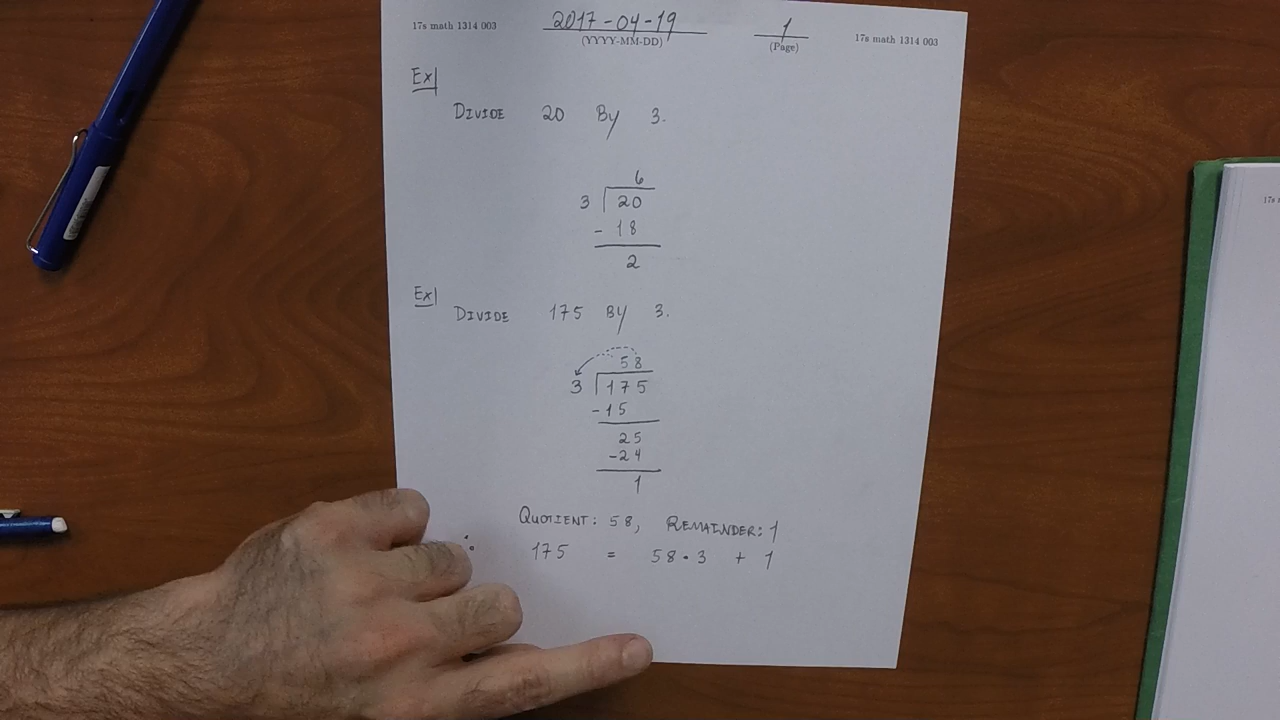 17s math 1314 003 2017-04-19 1 17s math 1314 003
(YYYY-MM-DD) (Page)
Ex
DIVIDE 20 By 3.
6
3 20
- 18
2
Ex
DIVIDE 175 BY 3.
58
3 175
-15
25
-24
1
QUOTIENT: 58, REMAINDER: 1
∴ 175 = 58·3 + 1